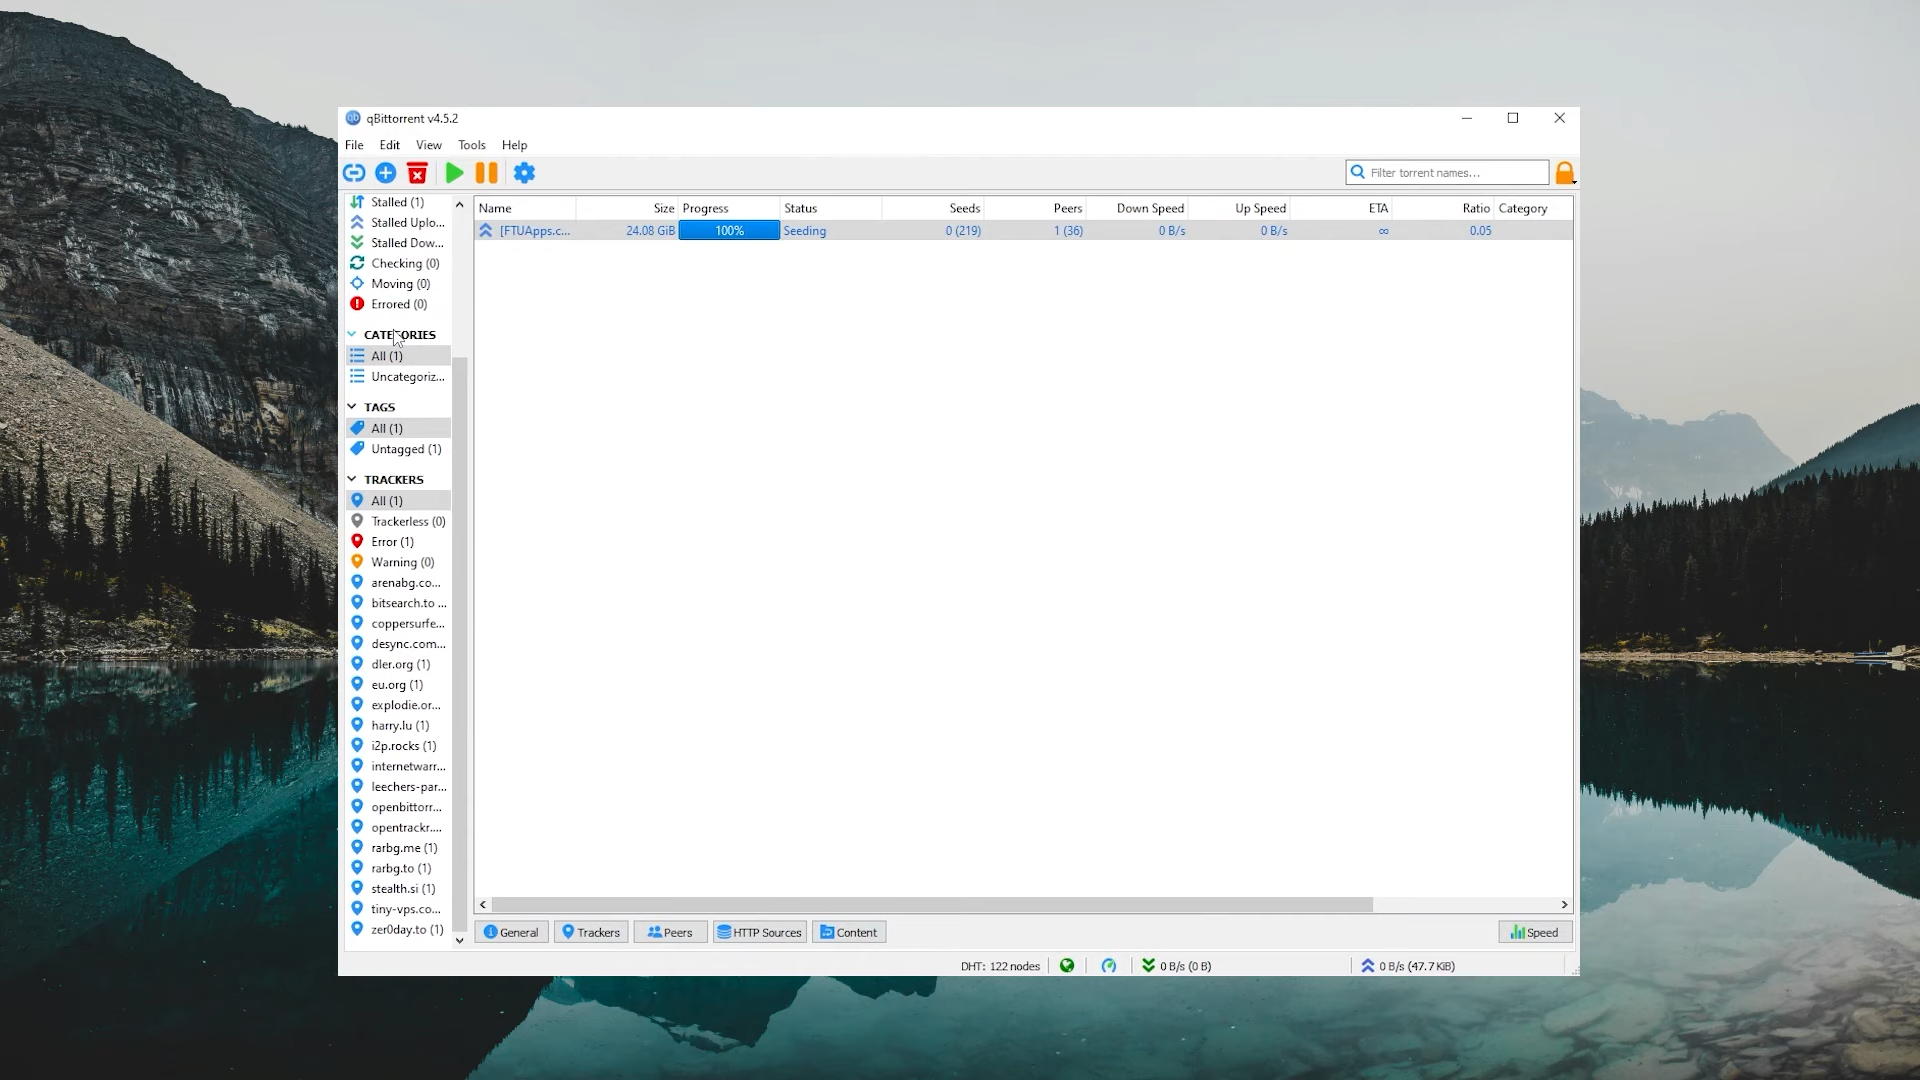 qBittorrent v4.5.2
File Edit View Tools Help
Filter torrent names...
Stalled (1)
Stalled Uplo...
Stalled Dow...
Checking (0)
Moving (0)
Errored (0)
CATEGORIES
All (1)
Uncategoriz...
TAGS
All (1)
Untagged (1)
TRACKERS
All (1)
Trackerless (0)
Error (1)
Warning (0)
arenabg.co...
bitsearch.to ...
coppersurfe...
desync.com...
dler.org (1)
eu.org (1)
explodie.or...
harry.lu (1)
i2p.rocks (1)
internetwarr...
leechers-par...
openbittorr...
opentrackr....
rarbg.me (1)
rarbg.to (1)
stealth.si (1)
tiny-vps.co...
zer0day.to (1)
Name Size Progress Status Seeds Peers Down Speed Up Speed ETA Ratio Category
[FTUApps.c... 24.08 GiB 100% Seeding 0 (219) 1 (36) 0 B/s 0 B/s ∞ 0.05
General Trackers Peers HTTP Sources Content Speed
DHT: 122 nodes 0 B/s (0 B) 0 B/s (47.7 KiB)